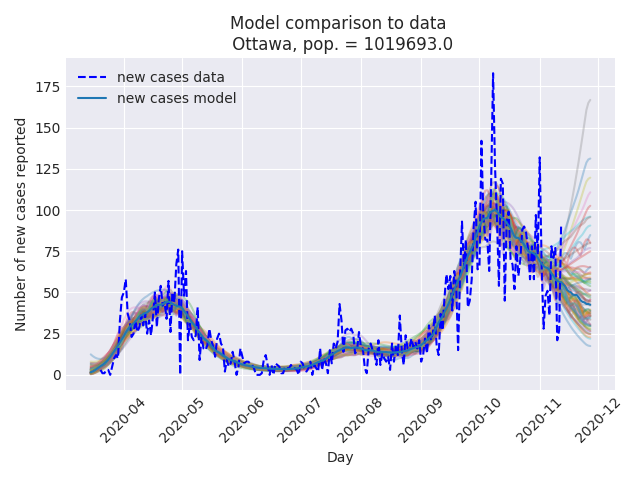 Model comparison to data
Ottawa, pop. = 1019693.0
new cases data
new cases model
Number of new cases reported
175
150
125
100
75
50
25
0
2020-04
2020-05
2020-06
2020-07
2020-08
2020-09
2020-10
2020-11
2020-12
Day